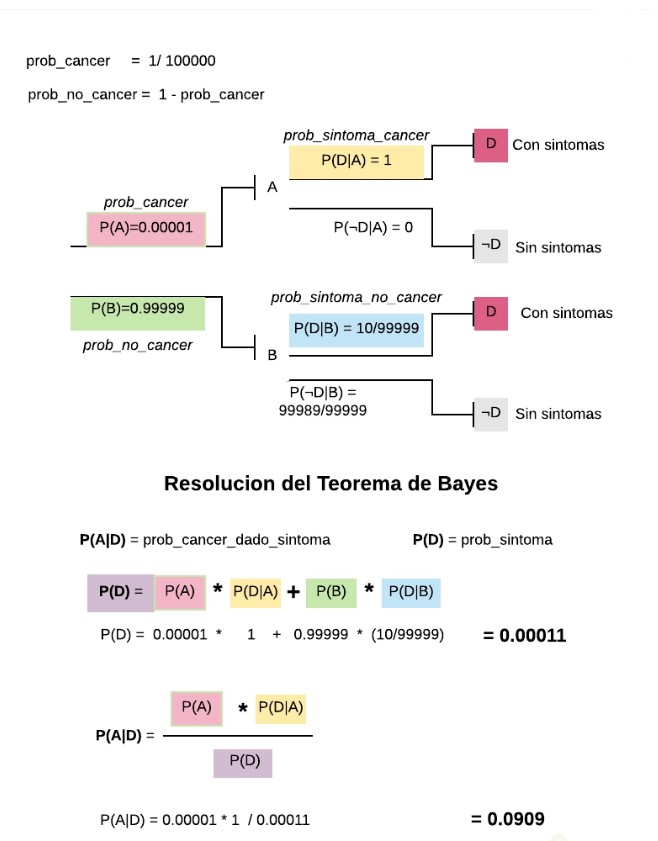 prob_cancer = 1/ 100000
prob_no_cancer = 1 - prob_cancer
prob_sintoma_cancer
P(D|A) = 1
D Con sintomas
A
prob_cancer
P(A)=0.00001
P(¬D|A) = 0
¬D Sin sintomas
prob_sintoma_no_cancer
P(B)=0.99999
P(D|B) = 10/99999
D Con sintomas
prob_no_cancer
B
P(¬D|B) =
99989/99999
¬D Sin sintomas
Resolucion del Teorema de Bayes
P(A|D) = prob_cancer_dado_sintoma P(D) = prob_sintoma
P(D) = P(A) * P(D|A) + P(B) * P(D|B)
P(D) = 0.00001 * 1 + 0.99999 * (10/99999) = 0.00011
P(A) * P(D|A)
P(A|D) =
P(D)
P(A|D) = 0.00001 * 1 / 0.00011 = 0.0909